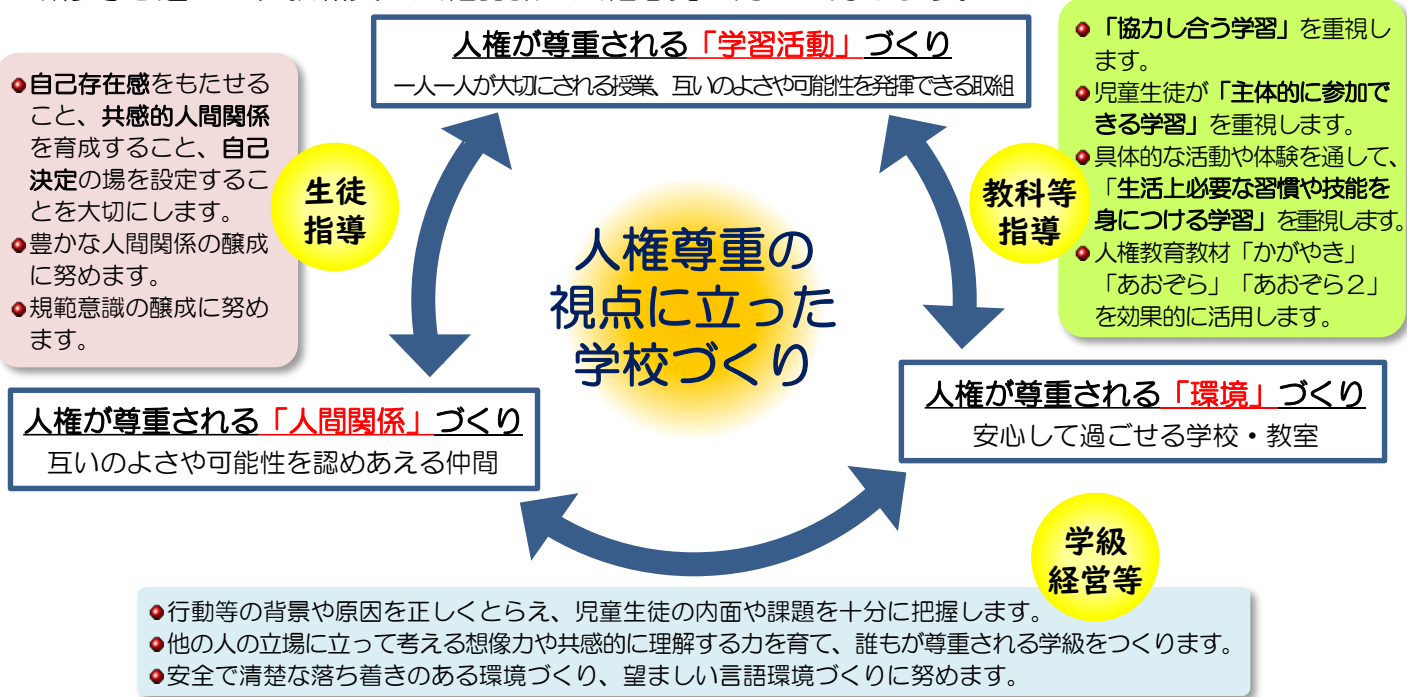 人権が尊重される「学習活動」づくり
一人一人が大切にされる授業、互いのよさや可能性を発揮できる取組
●自己存在感をもたせる
こと、共感的人間関係
を育成すること、自己
決定の場を設定するこ
とを大切にします。
●豊かな人間関係の醸成
に努めます。
●規範意識の醸成に努め
ます。
生徒
指導
●「協力し合う学習」を重視し
ます。
●児童生徒が「主体的に参加で
きる学習」を重視します。
●具体的な活動や体験を通して、
「生活上必要な習慣や技能を
身につける学習」を重視します。
●人権教育教材「かがやき」
「あおぞら」「あおぞら２」
を効果的に活用します。
教科等
指導
人権尊重の
視点に立った
学校づくり
人権が尊重される「人間関係」づくり
互いのよさや可能性を認めあえる仲間
人権が尊重される「環境」づくり
安心して過ごせる学校・教室
学級
経営等
●行動等の背景や原因を正しくとらえ、児童生徒の内面や課題を十分に把握します。
●他の人の立場に立って考える想像力や共感的に理解する力を育て、誰もが尊重される学級をつくります。
●安全で清楚な落ち着きのある環境づくり、望ましい言語環境づくりに努めます。